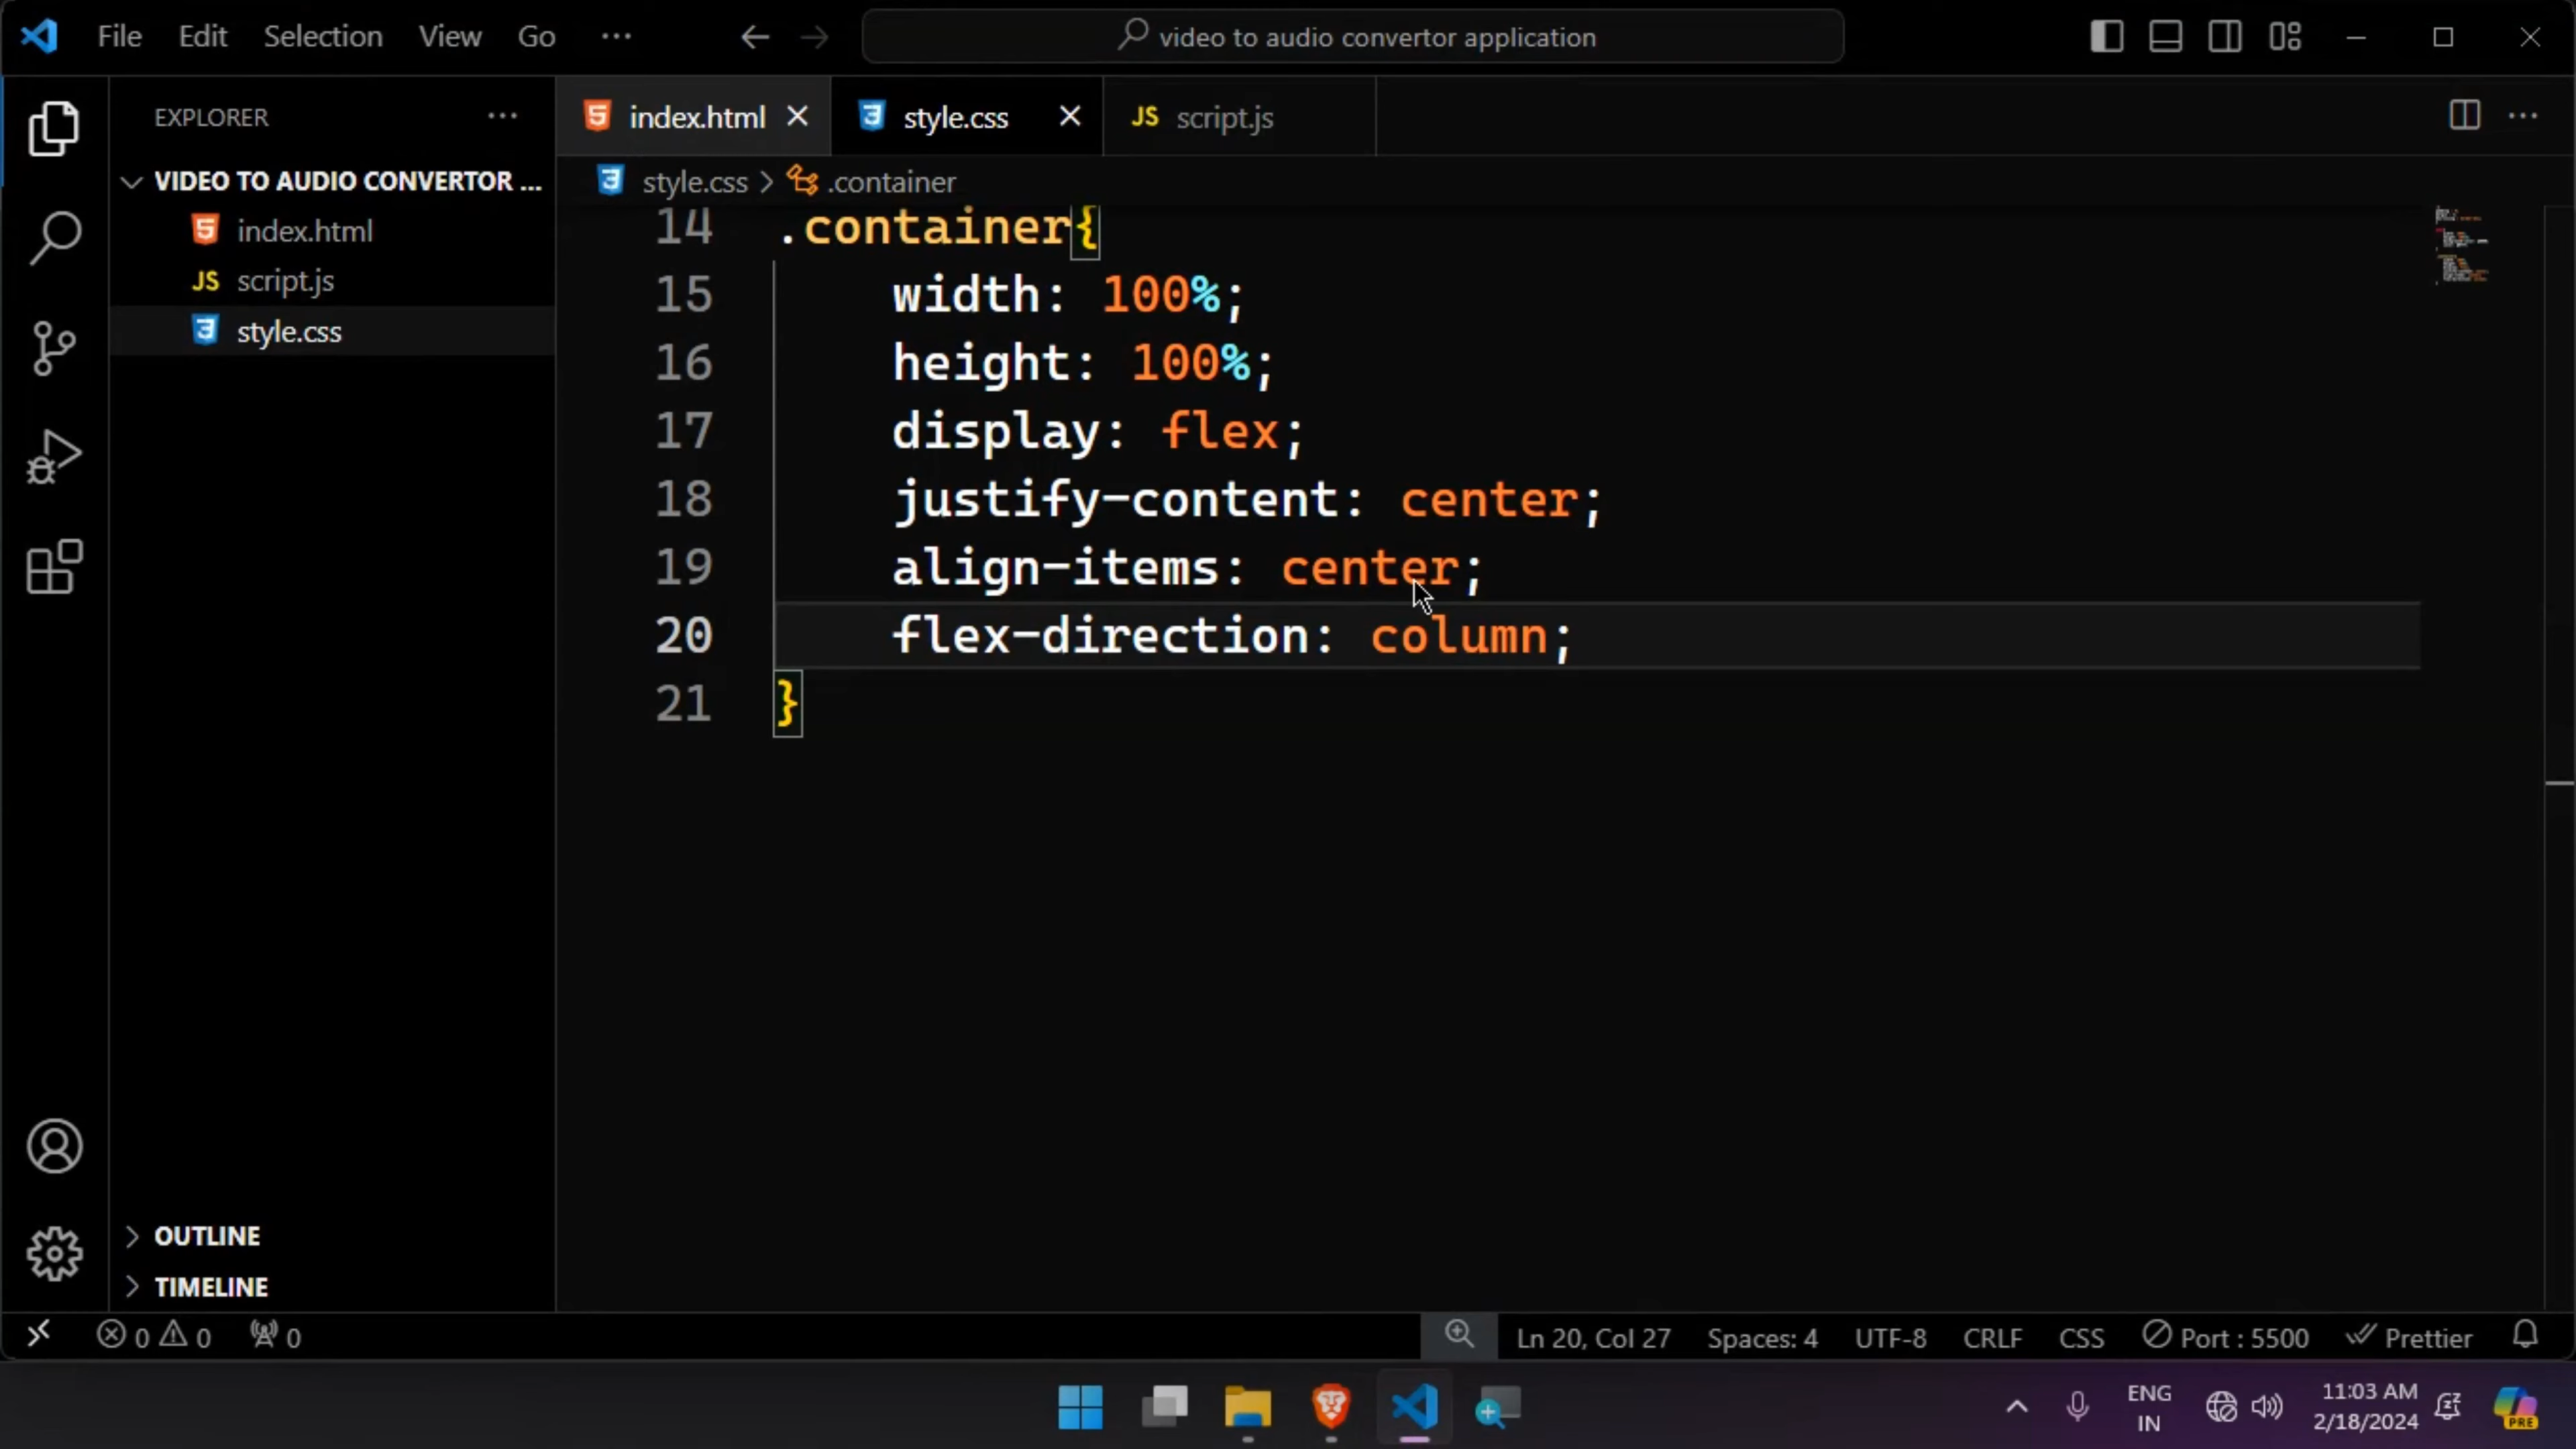 File Edit Selection View Go ...
video to audio convertor application
EXPLORER
VIDEO TO AUDIO CONVERTOR ...
index.html
script.js
style.css
index.html
style.css
JS script.js
style.css > .container
14 .container{
15 width: 100%;
16 height: 100%;
17 display: flex;
18 justify-content: center;
19 align-items: center;
20 flex-direction: column;
21 }
OUTLINE
TIMELINE
0 0 0
Ln 20, Col 27 Spaces: 4 UTF-8 CRLF CSS Port : 5500 Prettier
ENG
IN
11:03 AM
2/18/2024
PRE